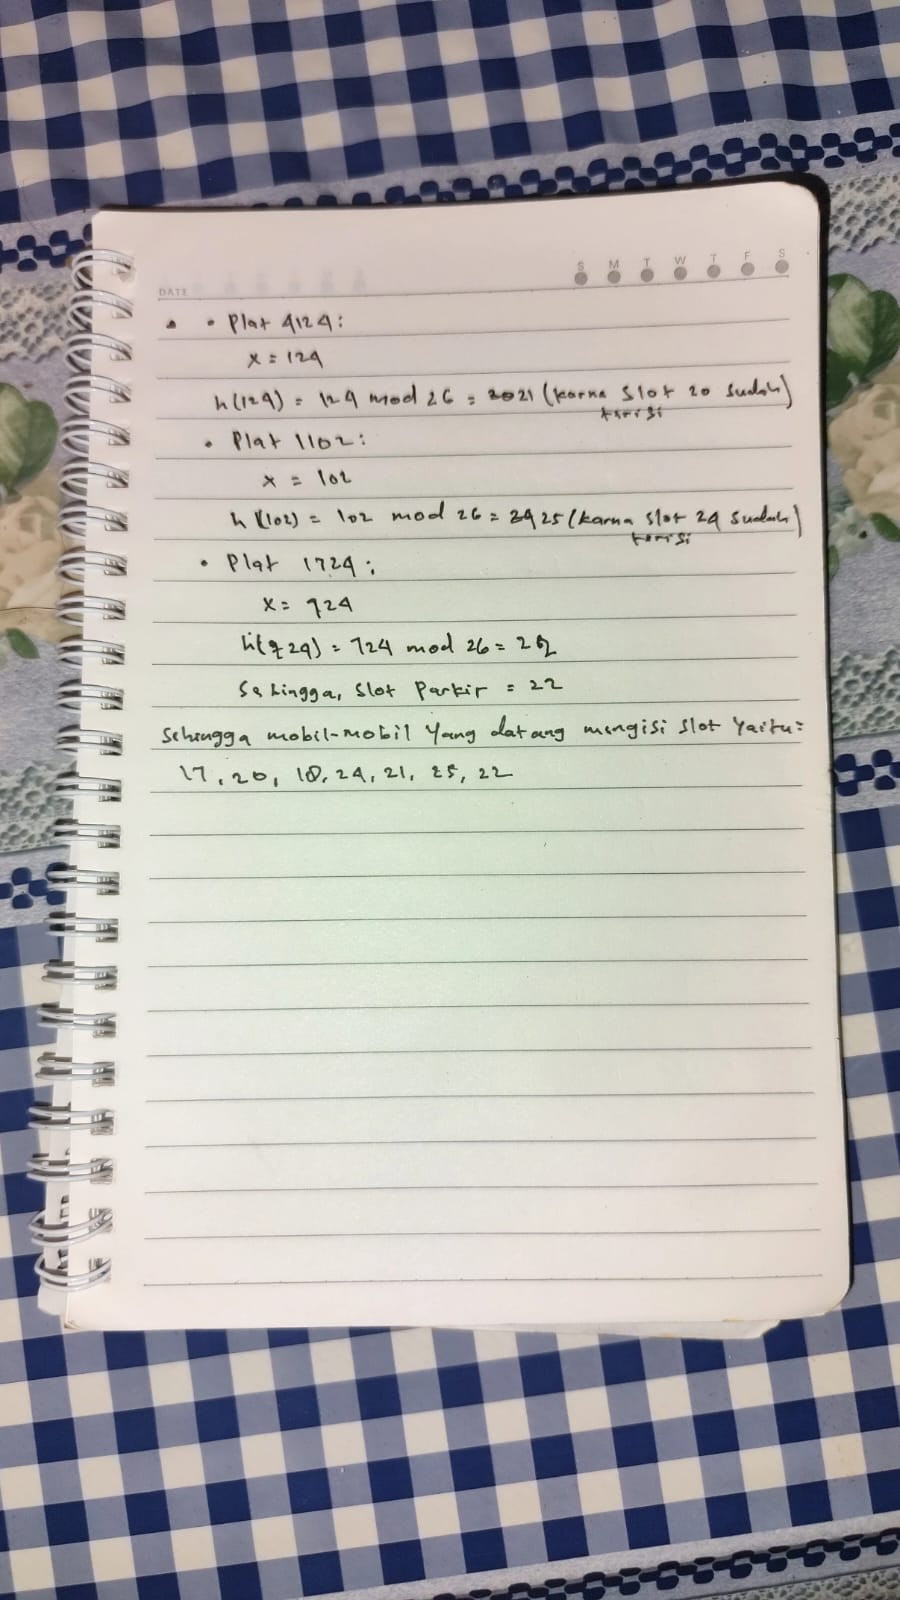 S M T W T F S
DATE
• Plat 4124:
x = 124
h(124) = 124 mod 26 = 2021 (karna slot 20 sudah)
terisi
• Plat 1102:
x = 102
h (102) = 102 mod 26 = 2425 (karna slot 24 sudah)
terisi
• Plat 1724:
x = 724
h(724) = 724 mod 26 = 22
Sehingga, slot Parkir = 22
Sehingga mobil-mobil yang datang mengisi slot yaitu:
17, 20, 18, 24, 21, 25, 22